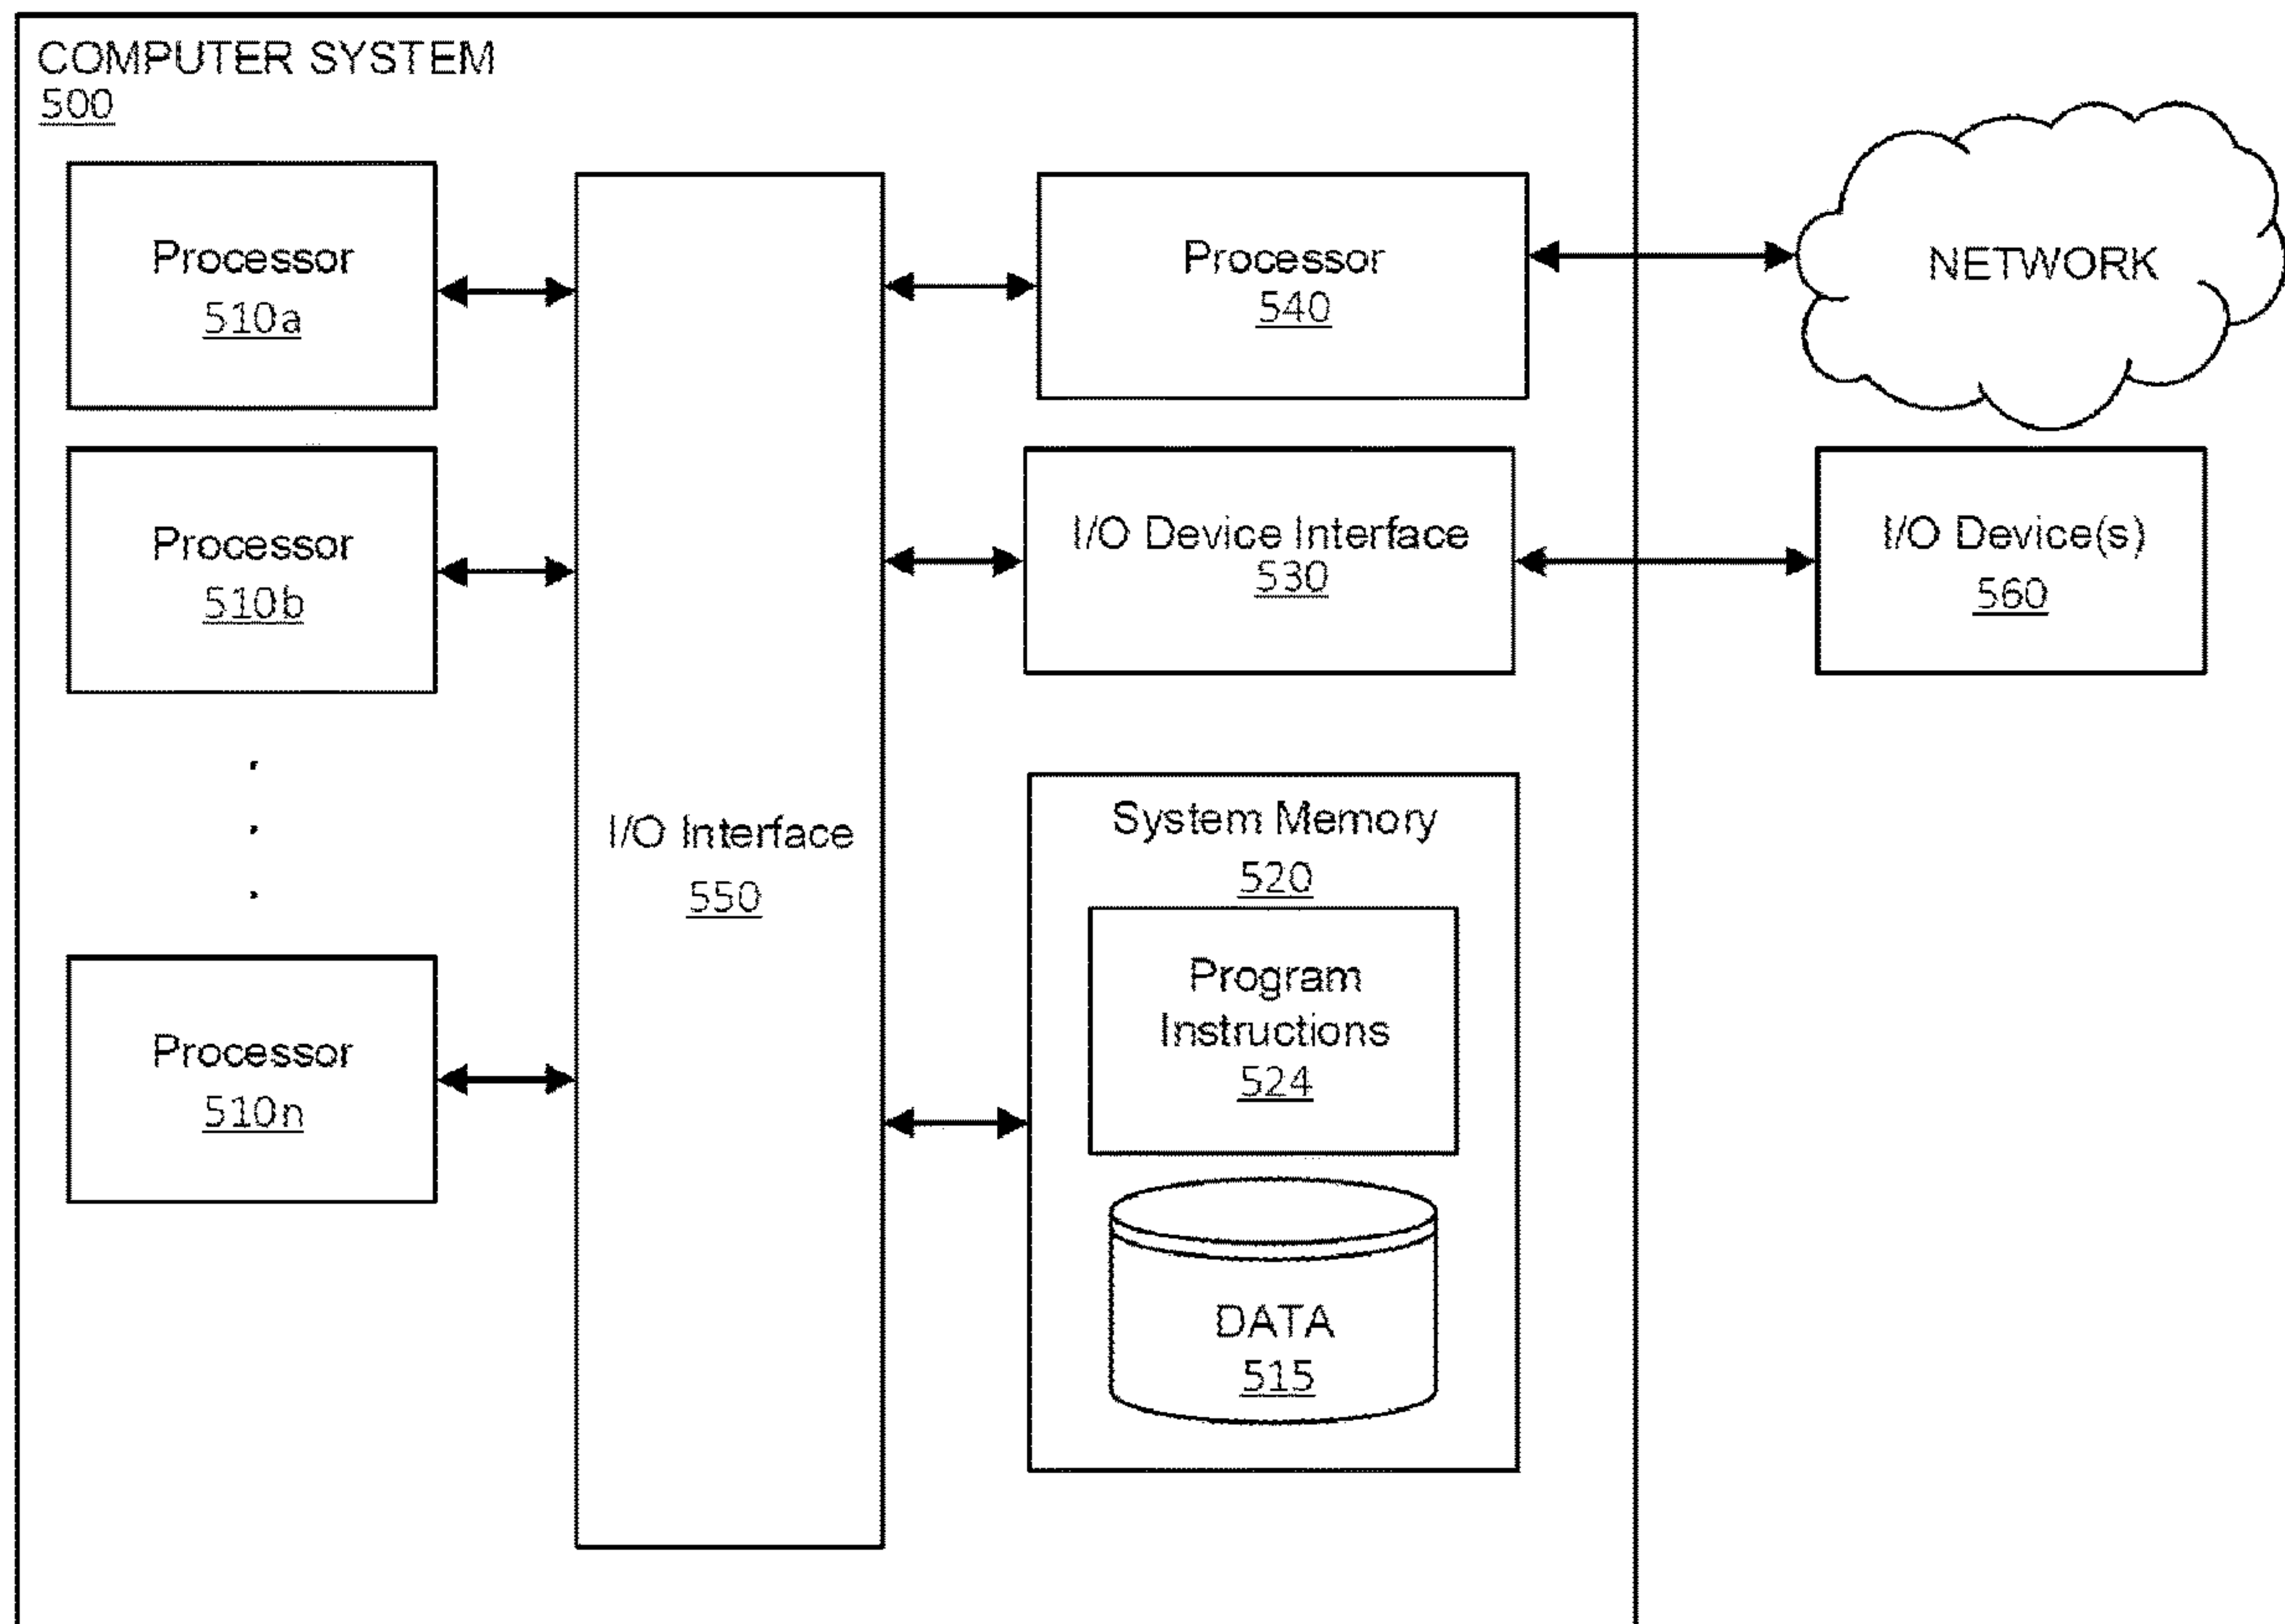 COMPUTER SYSTEM
500
Processor
510a
Processor
510b
Processor
510n
I/O Interface
550
Processor
540
I/O Device Interface
530
System Memory
520
Program
Instructions
524
DATA
515
NETWORK
I/O Device(s)
560